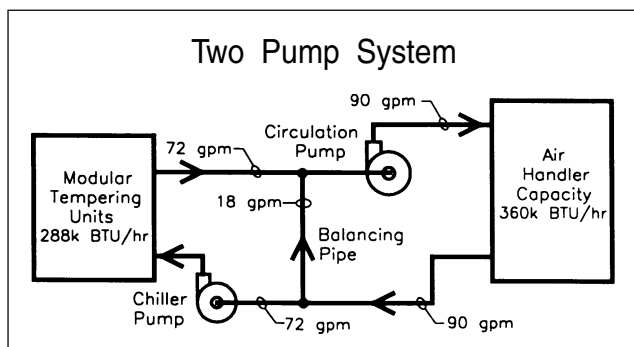 Two Pump System
90 gpm
Circulation
Pump
72 gpm
Modular
Tempering
Units
288k BTU/hr
18 gpm
Air
Handler
Capacity
360k BTU/hr
Balancing
Pipe
Chiller
Pump
72 gpm
90 gpm